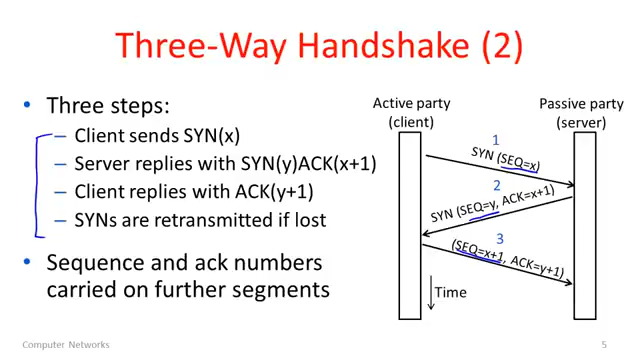 Three-Way Handshake (2)
• Three steps:
– Client sends SYN(x)
– Server replies with SYN(y)ACK(x+1)
– Client replies with ACK(y+1)
– SYNs are retransmitted if lost
• Sequence and ack numbers
carried on further segments
Active party
(client)
Passive party
(server)
1
SYN (SEQ=x)
2
SYN (SEQ=y, ACK=x+1)
3
(SEQ=x+1, ACK=y+1)
Time
Computer Networks
5